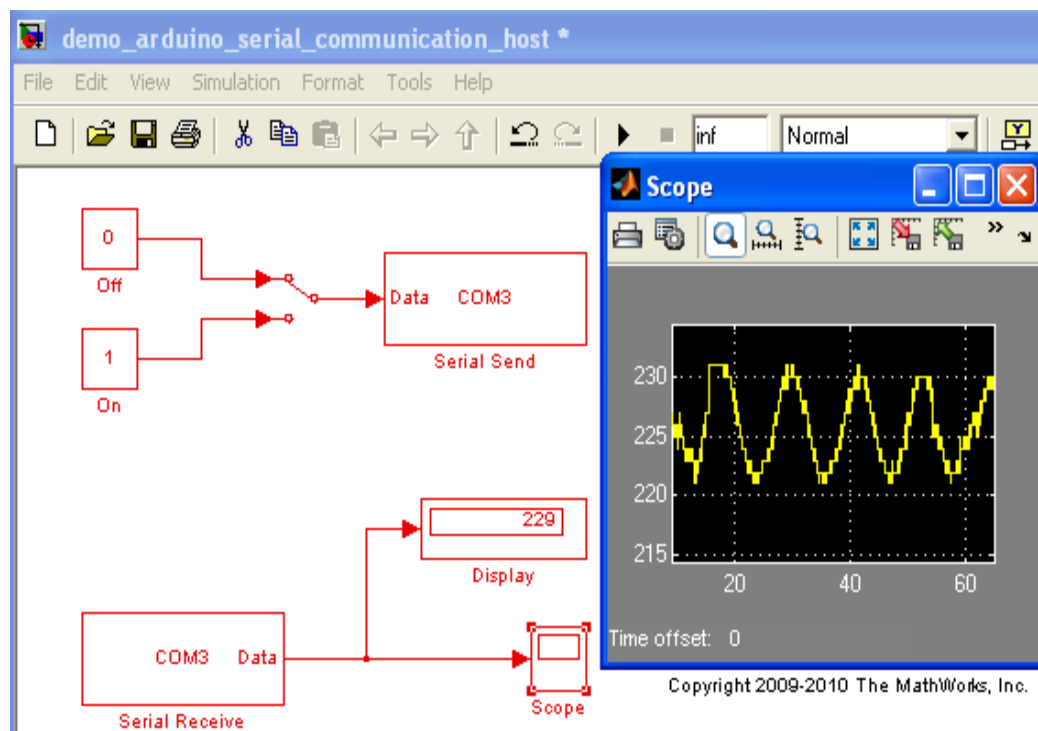 demo_arduino_serial_communication_host *
File Edit View Simulation Format Tools Help
inf Normal
Scope
0
Off
Data COM3
Serial Send
1
On
230
225
220
215
20 40 60
Time offset: 0
229
Display
COM3 Data
Serial Receive
Scope
Copyright 2009-2010 The MathWorks, Inc.